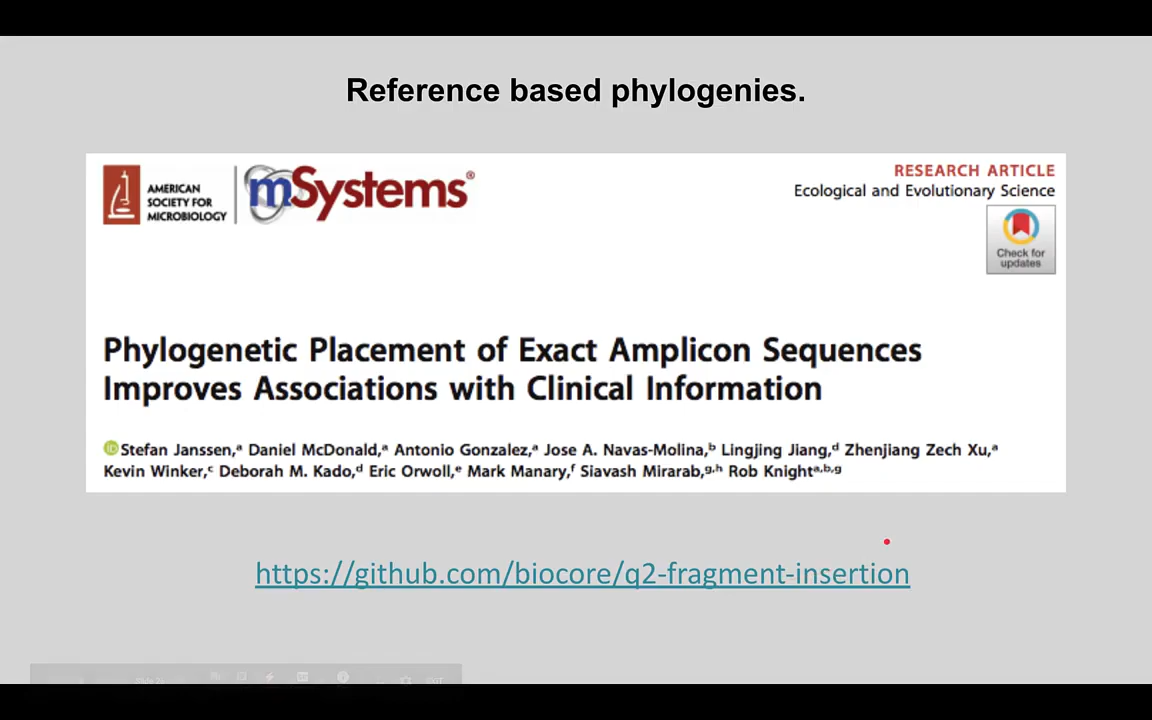 Reference based phylogenies.
AMERICAN
SOCIETY FOR
MICROBIOLOGY
mSystems®
RESEARCH ARTICLE
Ecological and Evolutionary Science
Check for
updates
Phylogenetic Placement of Exact Amplicon Sequences
Improves Associations with Clinical Information
Stefan Janssen,ᵃ Daniel McDonald,ᵃ Antonio Gonzalez,ᵃ Jose A. Navas-Molina,ᵇ Lingjing Jiang,ᵈ Zhenjiang Zech Xu,ᵃ
Kevin Winker,ᶜ Deborah M. Kado,ᵈ Eric Orwoll,ᵉ Mark Manary,ᶠ Siavash Mirarab,ᵍ,ʰ Rob Knightᵃ,ᵇ,ᵍ
https://github.com/biocore/q2-fragment-insertion